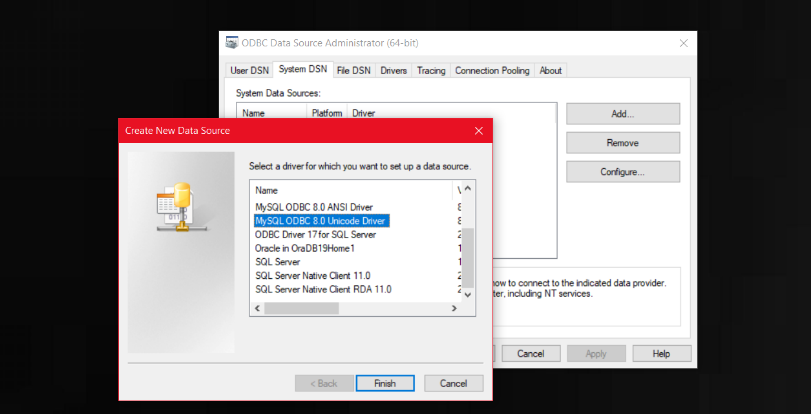 ODBC Data Source Administrator (64-bit)
User DSN System DSN File DSN Drivers Tracing Connection Pooling About
System Data Sources:
Name Platform Driver
Add...
Remove
Configure...
now to connect to the indicated data provider.
ter, including NT services.
Cancel Apply Help
Create New Data Source
Select a driver for which you want to set up a data source.
Name
MySQL ODBC 8.0 ANSI Driver 8
MySQL ODBC 8.0 Unicode Driver 8
ODBC Driver 17 for SQL Server 2
Oracle in OraDB19Home1 1
SQL Server 1
SQL Server Native Client 11.0 2
SQL Server Native Client RDA 11.0 2
< Back Finish Cancel